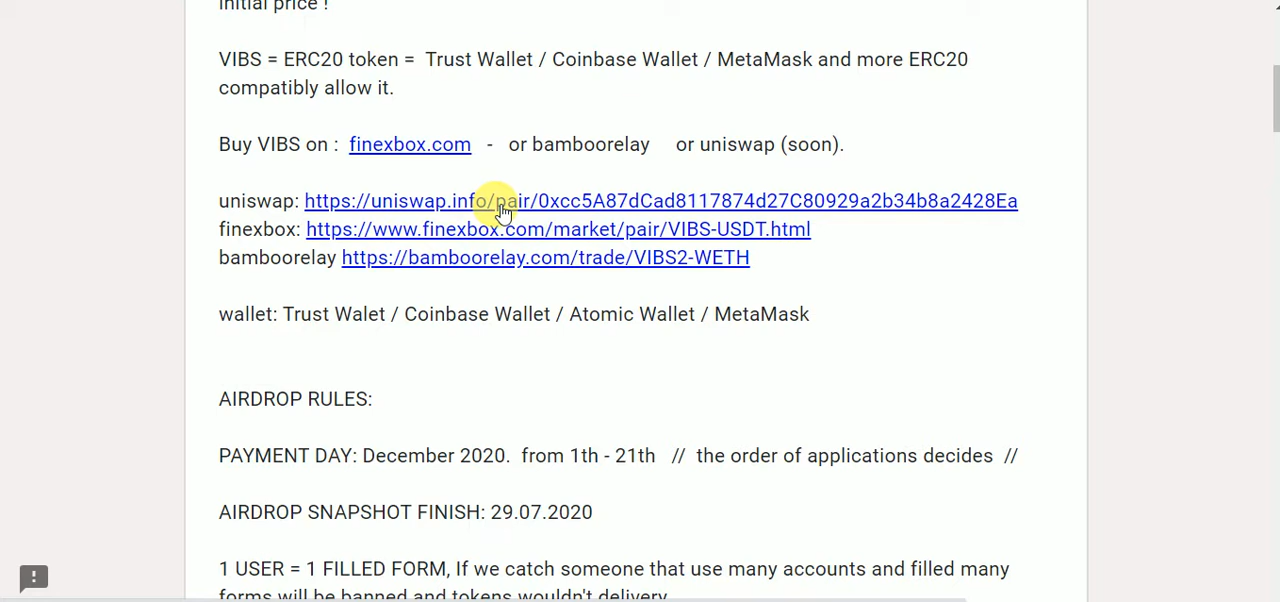 initial price !
VIBS = ERC20 token = Trust Wallet / Coinbase Wallet / MetaMask and more ERC20
compatibly allow it.
Buy VIBS on : finexbox.com - or bamboorelay or uniswap (soon).
uniswap: https://uniswap.info/pair/0xcc5A87dCad8117874d27C80929a2b34b8a2428Ea
finexbox: https://www.finexbox.com/market/pair/VIBS-USDT.html
bamboorelay https://bamboorelay.com/trade/VIBS2-WETH
wallet: Trust Walet / Coinbase Wallet / Atomic Wallet / MetaMask
AIRDROP RULES:
PAYMENT DAY: December 2020. from 1th - 21th // the order of applications decides //
AIRDROP SNAPSHOT FINISH: 29.07.2020
1 USER = 1 FILLED FORM, If we catch someone that use many accounts and filled many
forms will be banned and tokens wouldn't delivery